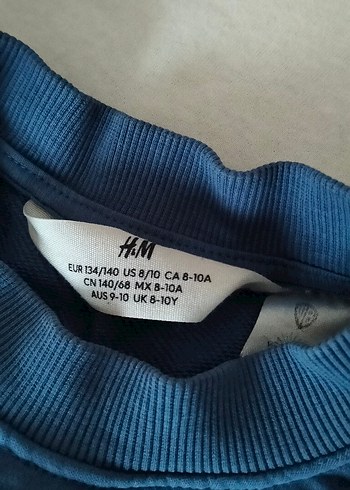 H&M
EUR 134/140 US 8/10 CA 8-10A
CN 140/68 MX 8-10A
AUS 9-10 UK 8-10Y